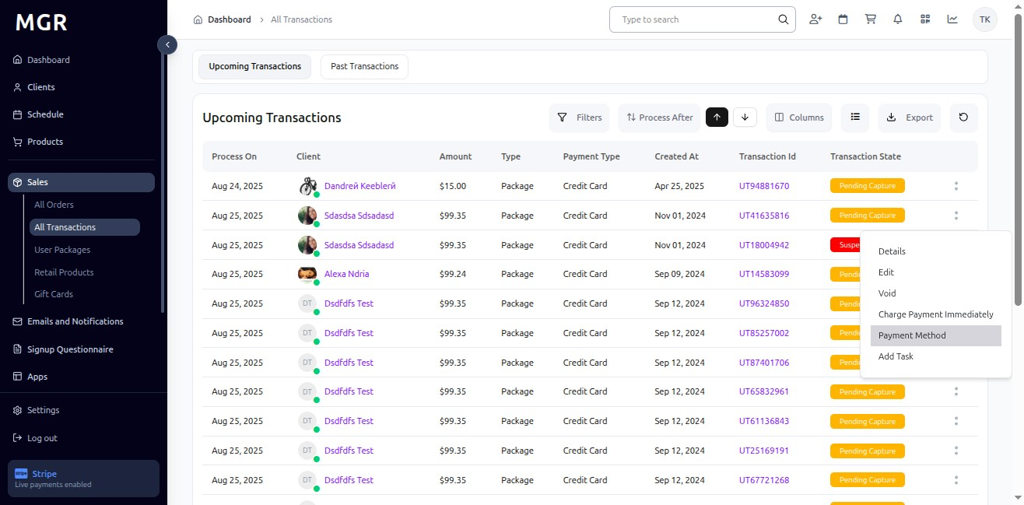 MGR
Dashboard
Clients
Schedule
Products
Sales
All Orders
All Transactions
User Packages
Retail Products
Gift Cards
Emails and Notifications
Signup Questionnaire
Apps
Settings
Log out
Stripe
Live payments enabled
Dashboard > All Transactions
Type to search
TK
Upcoming Transactions Past Transactions
Upcoming Transactions
Filters Process After Columns Export
Process On Client Amount Type Payment Type Created At Transaction Id Transaction State
Aug 24, 2025 Dandreй Keeblerй $15.00 Package Credit Card Apr 25, 2025 UT94881670 Pending Capture
Aug 25, 2025 Sdasdsa Sdsadasd $99.35 Package Credit Card Nov 01, 2024 UT41635816 Pending Capture
Aug 25, 2025 Sdasdsa Sdsadasd $99.35 Package Credit Card Nov 01, 2024 UT18004942
Aug 25, 2025 Alexa Ndria $99.24 Package Credit Card Sep 09, 2024 UT14583099
Aug 25, 2025 DT Dsdfdfs Test $99.35 Package Credit Card Sep 12, 2024 UT96324850
Aug 25, 2025 DT Dsdfdfs Test $99.35 Package Credit Card Sep 12, 2024 UT85257002
Aug 25, 2025 DT Dsdfdfs Test $99.35 Package Credit Card Sep 12, 2024 UT87401706
Aug 25, 2025 DT Dsdfdfs Test $99.35 Package Credit Card Sep 12, 2024 UT65832961 Pending Capture
Aug 25, 2025 DT Dsdfdfs Test $99.35 Package Credit Card Sep 12, 2024 UT61136843 Pending Capture
Aug 25, 2025 DT Dsdfdfs Test $99.35 Package Credit Card Sep 12, 2024 UT25169191 Pending Capture
Aug 25, 2025 DT Dsdfdfs Test $99.35 Package Credit Card Sep 12, 2024 UT67721268 Pending Capture
Details
Edit
Void
Charge Payment Immediately
Payment Method
Add Task